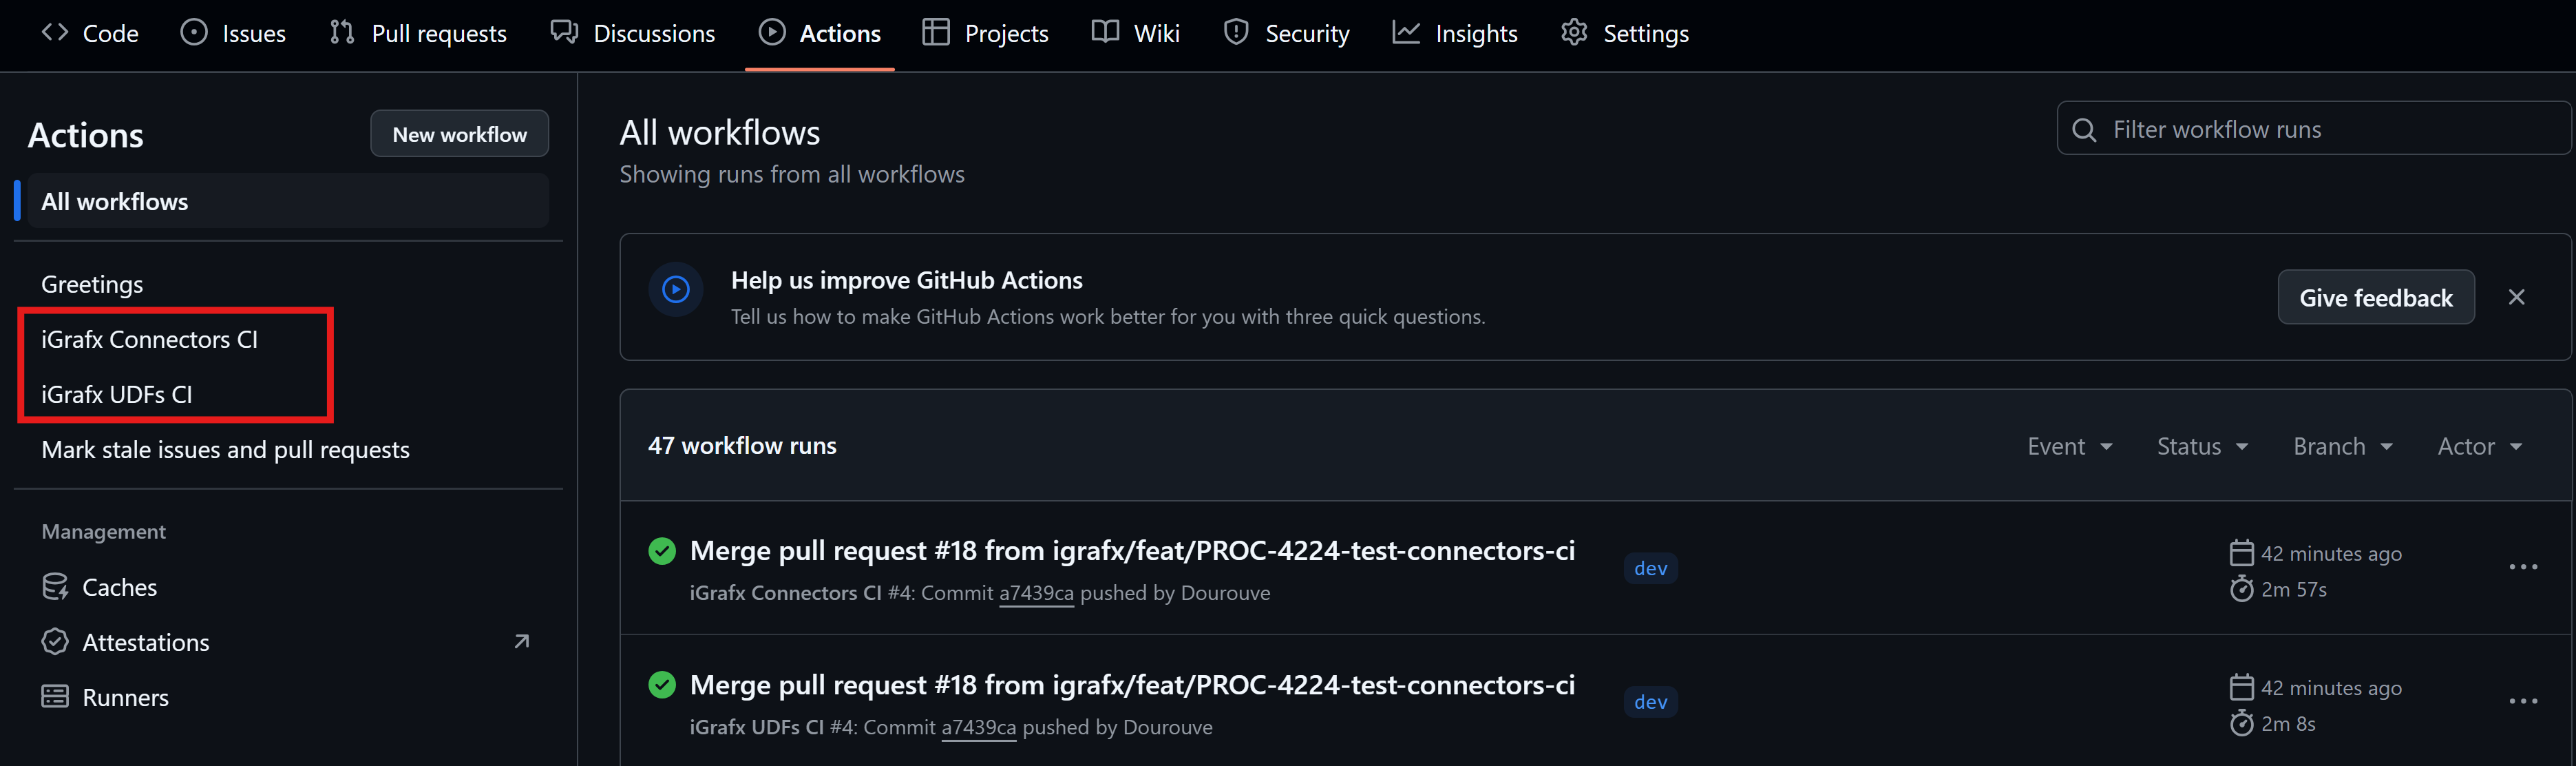 Code Issues Pull requests Discussions Actions Projects Wiki Security Insights Settings
Actions
New workflow
All workflows
Greetings
iGrafx Connectors CI
iGrafx UDFs CI
Mark stale issues and pull requests
Management
Caches
Attestations
Runners
All workflows
Showing runs from all workflows
Filter workflow runs
Help us improve GitHub Actions
Tell us how to make GitHub Actions work better for you with three quick questions.
Give feedback
47 workflow runs
Event Status Branch Actor
Merge pull request #18 from igrafx/feat/PROC-4224-test-connectors-ci
iGrafx Connectors CI #4: Commit a7439ca pushed by Dourouve
dev
42 minutes ago
2m 57s
Merge pull request #18 from igrafx/feat/PROC-4224-test-connectors-ci
iGrafx UDFs CI #4: Commit a7439ca pushed by Dourouve
dev
42 minutes ago
2m 8s